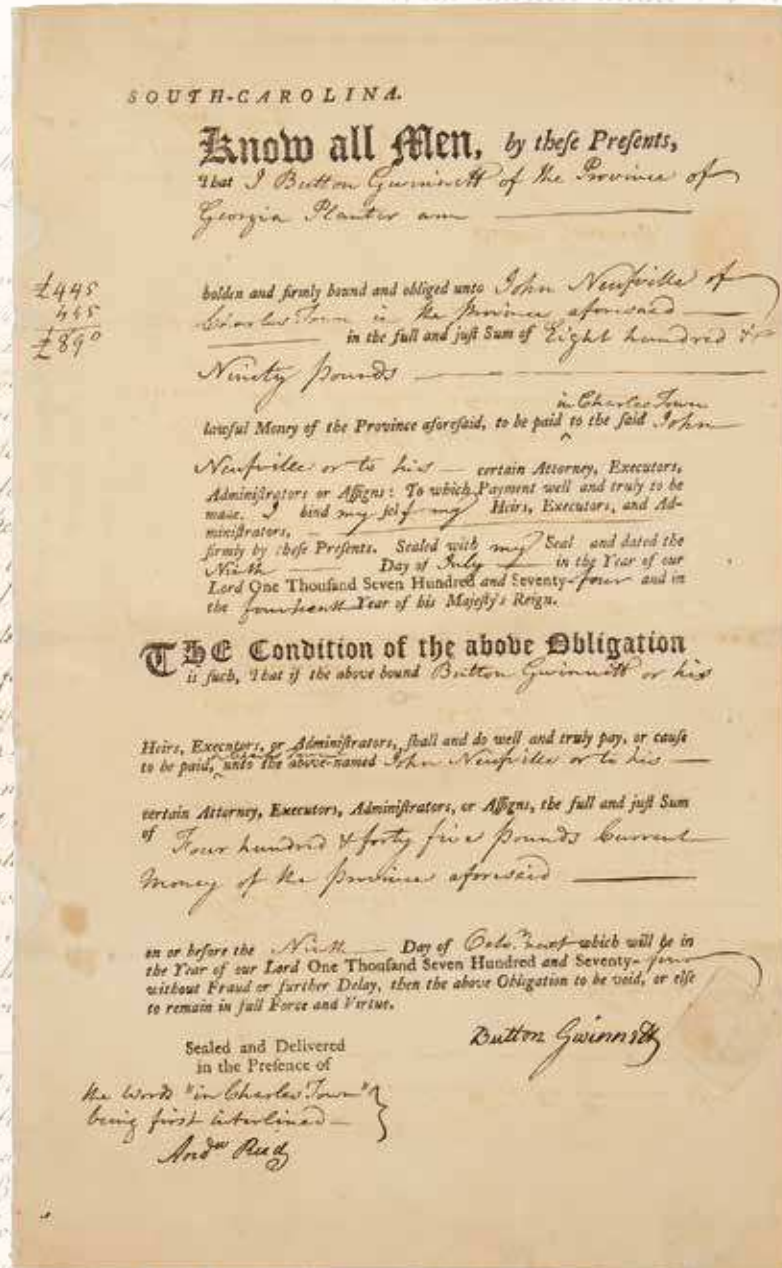 SOUTH-CAROLINA.
Know all Men, by these Presents,
That I Button Gwinnett of the Province of
Georgia Planter am
£445
445
£890
holden and firmly bound and obliged unto John Neufville of
Charles Town in the Province aforesaid
in the full and just Sum of Eight hundred &
Ninety pounds
in Charles Town
lawful Money of the Province aforesaid, to be paid ^ to the said John
Neufville or to his certain Attorney, Executors,
Administrators or Assigns: To which Payment well and truly to be
made, I bind my self my Heirs, Executors, and Ad-
ministrators,
firmly by these Presents. Sealed with my Seal and dated the
Ninth Day of July in the Year of our
Lord One Thousand Seven Hundred and Seventy-four and in
the fourteenth Year of his Majesty's Reign.
THE Condition of the above Obligation
is such, That if the above bound Button Gwinnett or his
Heirs, Executors, or Administrators, shall and do well and truly pay, or cause
to be paid, ^ unto the above-named John Neufville or to his
certain Attorney, Executors, Administrators, or Assigns, the full and just Sum
of Four hundred & forty five pounds Current
Money of the province aforesaid
on or before the Ninth Day of next which will be in
the Year of our Lord One Thousand Seven Hundred and Seventy-four
without Fraud or further Delay, then the above Obligation to be void, or else
to remain in full Force and Virtue.
Button Gwinnett
Sealed and Delivered
in the Presence of
the Words "in Charles Town"
being first interlined
And.w Reid